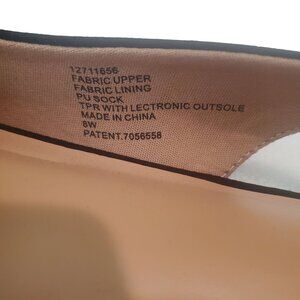 12711656
FABRIC UPPER
FABRIC LINING
PU SOCK
TPR WITH LECTRONIC OUTSOLE
MADE IN CHINA
8W
PATENT.7056558